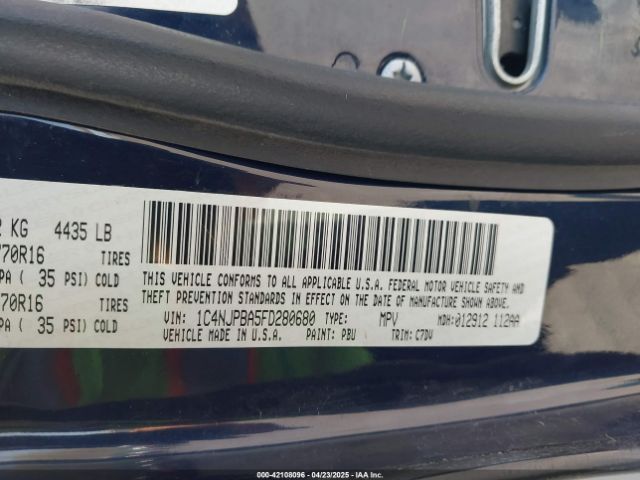 KG 4435 LB
70R16 TIRES
PA ( 35 PSI) COLD
70R16 TIRES
PA ( 35 PSI) COLD
THIS VEHICLE CONFORMS TO ALL APPLICABLE U.S.A. FEDERAL MOTOR VEHICLE SAFETY AND
THEFT PREVENTION STANDARDS IN EFFECT ON THE DATE OF MANUFACTURE SHOWN ABOVE.
VIN: 1C4NJPBA5FD280680 TYPE: MPV MDH:012912 112AA
VEHICLE MADE IN U.S.A. PAINT: PBU TRIM: C7DV
000-42108096 - 04/23/2025 - IAA Inc.